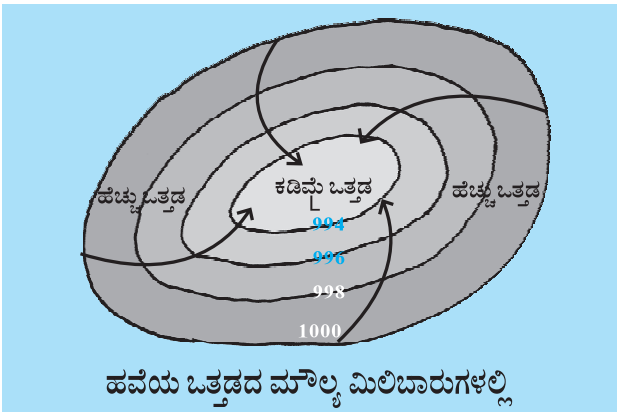 ಕಡಿಮೆ ಒತ್ತಡ
L
ಹೆಚ್ಚು ಒತ್ತಡ
ಹೆಚ್ಚು ಒತ್ತಡ
994
996
998
1000
ಹವೆಯ ಒತ್ತಡದ ಮೌಲ್ಯ ಮಿಲಿಬಾರುಗಳಲ್ಲಿ